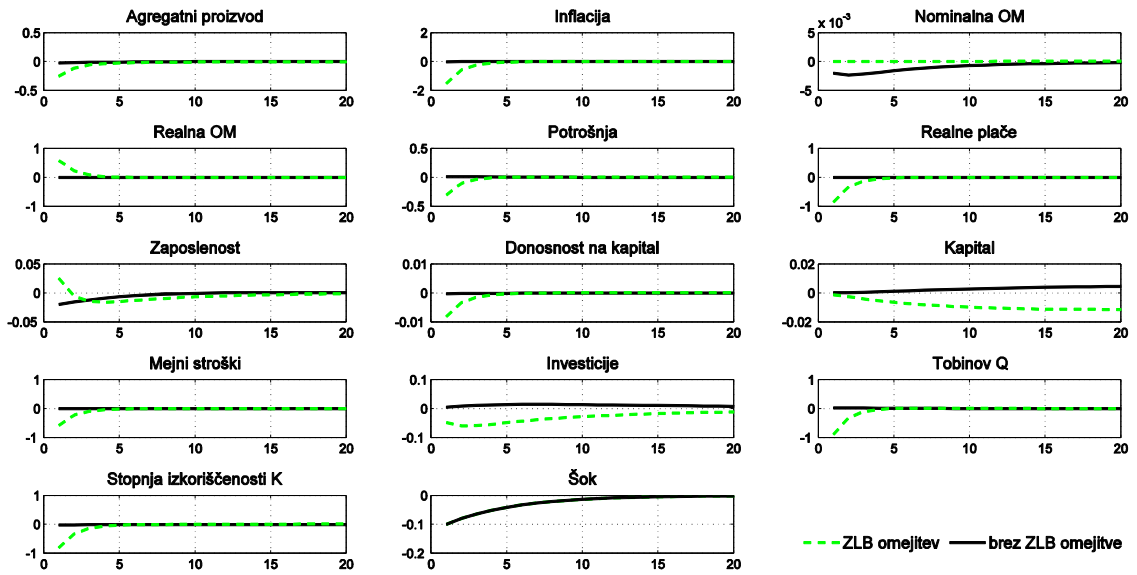 Agregatni proizvod
0.5
0
-0.5
0 5 10 15 20
Inflacija
2
0
-2
0 5 10 15 20
Nominalna OM
x 10⁻³
5
0
-5
0 5 10 15 20
Realna OM
1
0
-1
0 5 10 15 20
Potrošnja
0.5
0
-0.5
0 5 10 15 20
Realne plače
1
0
-1
0 5 10 15 20
Zaposlenost
0.05
0
-0.05
0 5 10 15 20
Donosnost na kapital
0.01
0
-0.01
0 5 10 15 20
Kapital
0.02
0
-0.02
0 5 10 15 20
Mejni stroški
1
0
-1
0 5 10 15 20
Investicije
0.1
0
-0.1
0 5 10 15 20
Tobinov Q
1
0
-1
0 5 10 15 20
Stopnja izkoriščenosti K
1
0
-1
0 5 10 15 20
Šok
0
-0.1
-0.2
0 5 10 15 20
ZLB omejitev brez ZLB omejitve